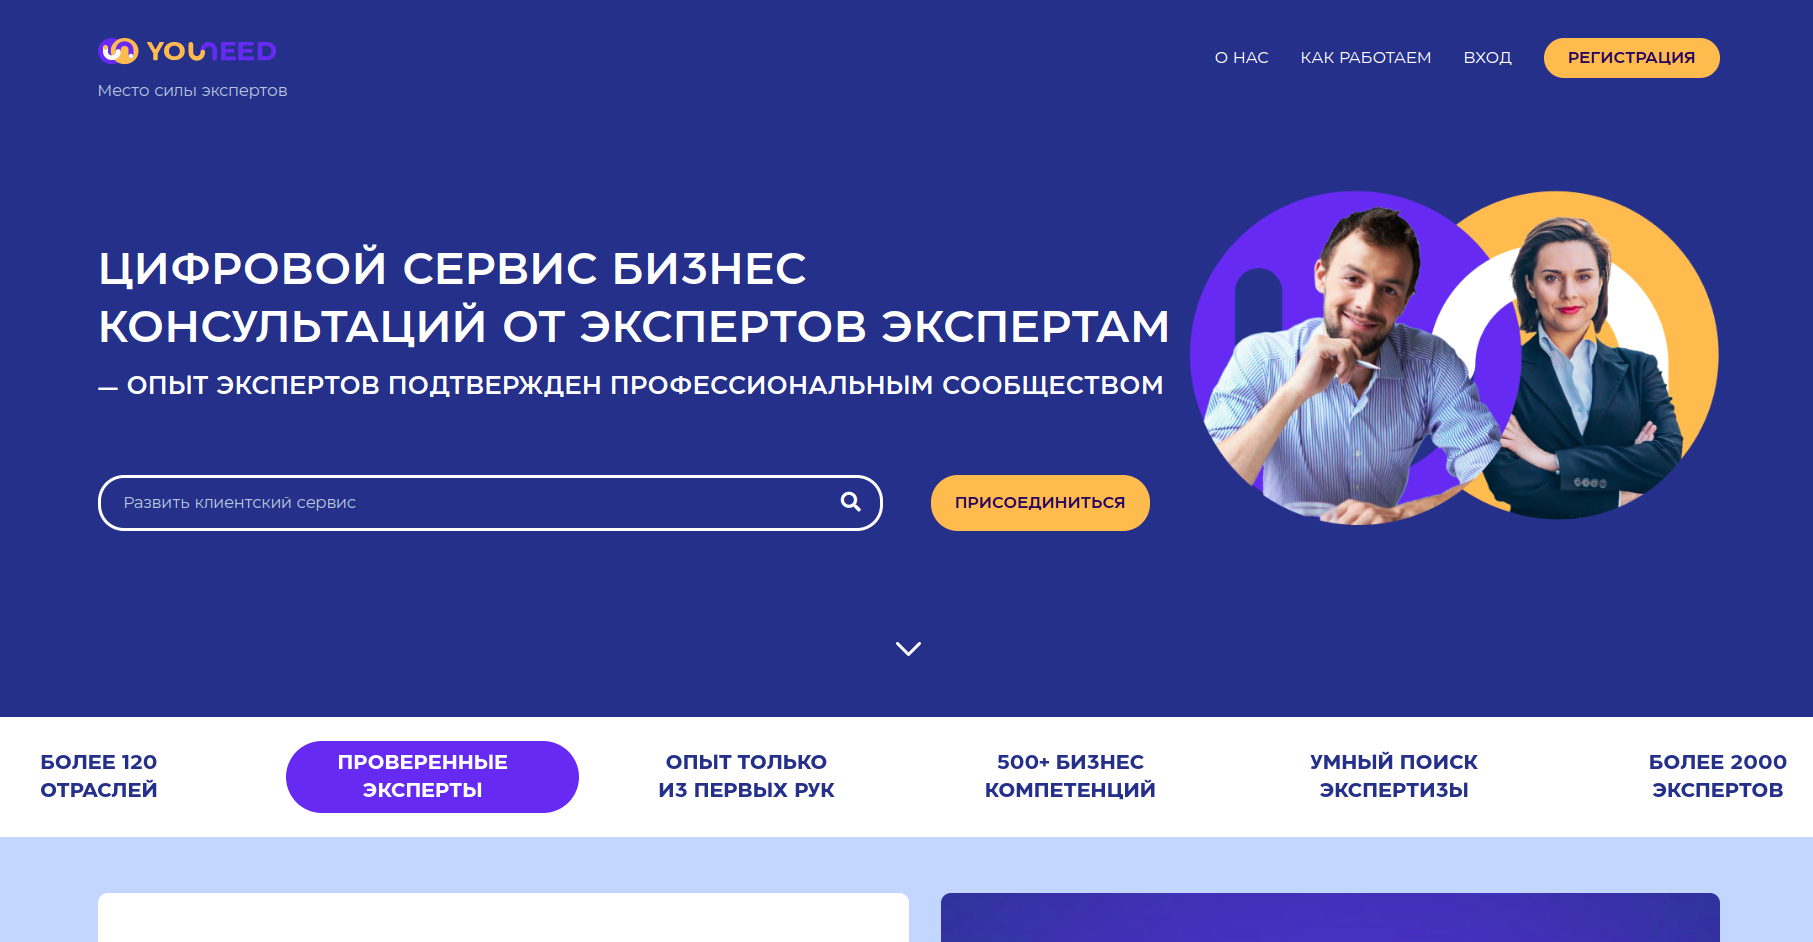 YOUNEED
Место силы экспертов
О НАС
КАК РАБОТАЕМ
ВХОД
РЕГИСТРАЦИЯ
ЦИФРОВОЙ СЕРВИС БИЗНЕС
КОНСУЛЬТАЦИЙ ОТ ЭКСПЕРТОВ ЭКСПЕРТАМ
— ОПЫТ ЭКСПЕРТОВ ПОДТВЕРЖДЕН ПРОФЕССИОНАЛЬНЫМ СООБЩЕСТВОМ
Развить клиентский сервис
ПРИСОЕДИНИТЬСЯ
БОЛЕЕ 120
ОТРАСЛЕЙ
ПРОВЕРЕННЫЕ
ЭКСПЕРТЫ
ОПЫТ ТОЛЬКО
ИЗ ПЕРВЫХ РУК
500+ БИЗНЕС
КОМПЕТЕНЦИЙ
УМНЫЙ ПОИСК
ЭКСПЕРТИЗЫ
БОЛЕЕ 2000
ЭКСПЕРТОВ